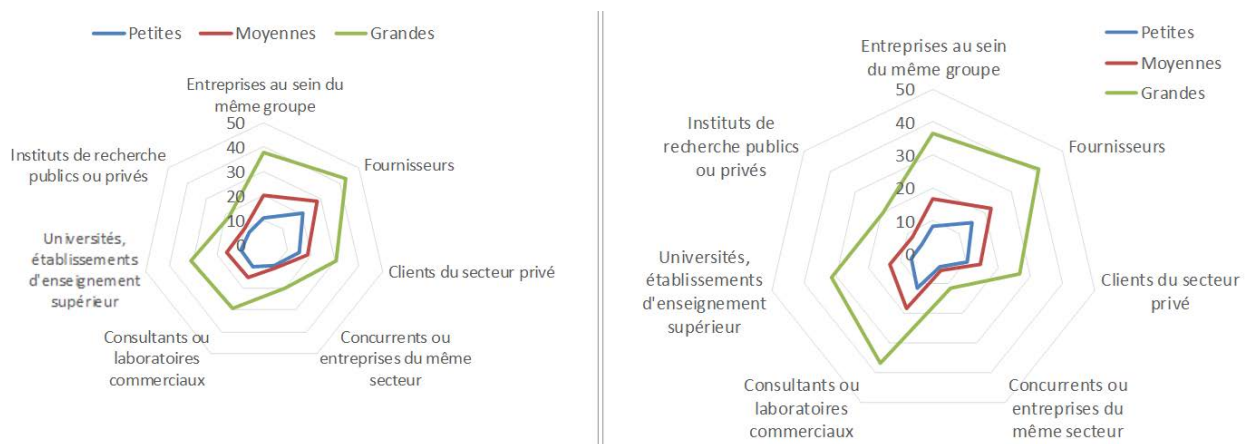 Petites Moyennes Grandes
Entreprises au sein du
même groupe
50
40
30
20
10
0
Fournisseurs
Clients du secteur privé
Concurrents ou
entreprises du même
secteur
Consultants ou
laboratoires
commerciaux
Universités,
établissements
d'enseignement
supérieur
Instituts de recherche
publics ou privés
Petites
Moyennes
Grandes
Entreprises au sein
du même groupe
50
40
30
20
10
0
Fournisseurs
Clients du secteur
privé
Concurrents ou
entreprises du
même secteur
Consultants ou
laboratoires
commerciaux
Universités,
établissements
d'enseignement
supérieur
Instituts de
recherche publics
ou privés